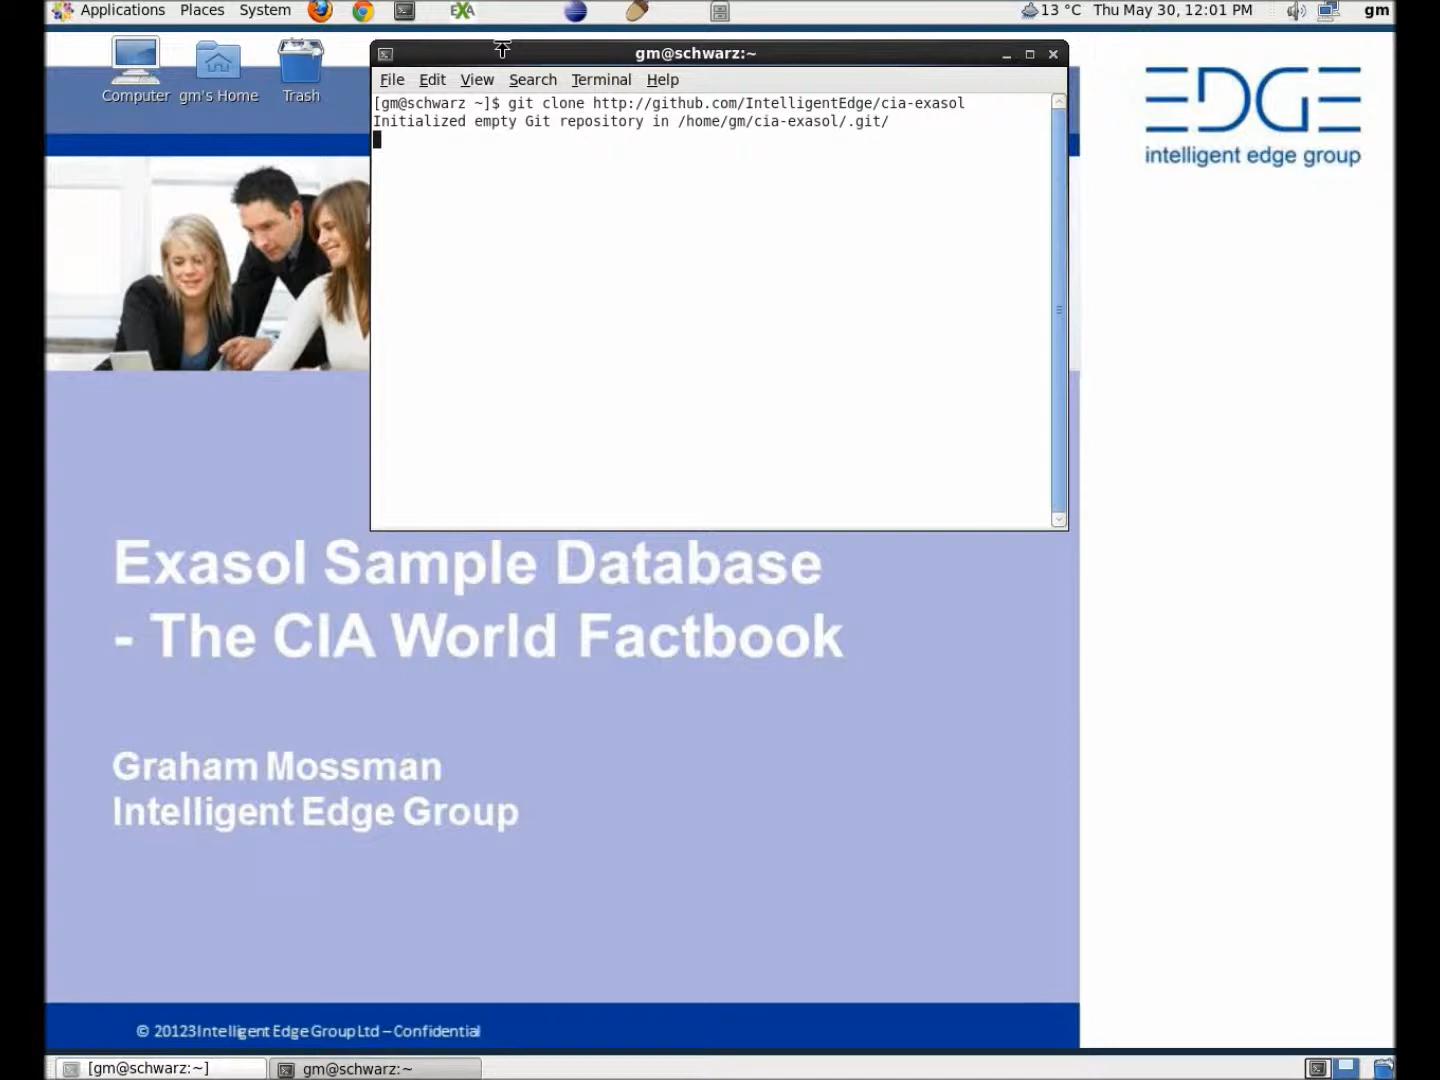 Applications Places System EXA 13 °C Thu May 30, 12:01 PM gm
Computer gm's Home Trash
gm@schwarz:~
File Edit View Search Terminal Help
[gm@schwarz ~]$ git clone http://github.com/IntelligentEdge/cia-exasol
Initialized empty Git repository in /home/gm/cia-exasol/.git/
EDGE
intelligent edge group
Exasol Sample Database
- The CIA World Factbook
Graham Mossman
Intelligent Edge Group
© 20123 Intelligent Edge Group Ltd – Confidential
[gm@schwarz:~] gm@schwarz:~